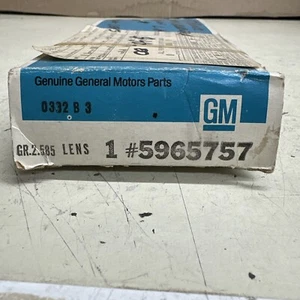 Genuine General Motors Parts
0332 B 3
GM
GR.2.585 LENS 1 #5965757